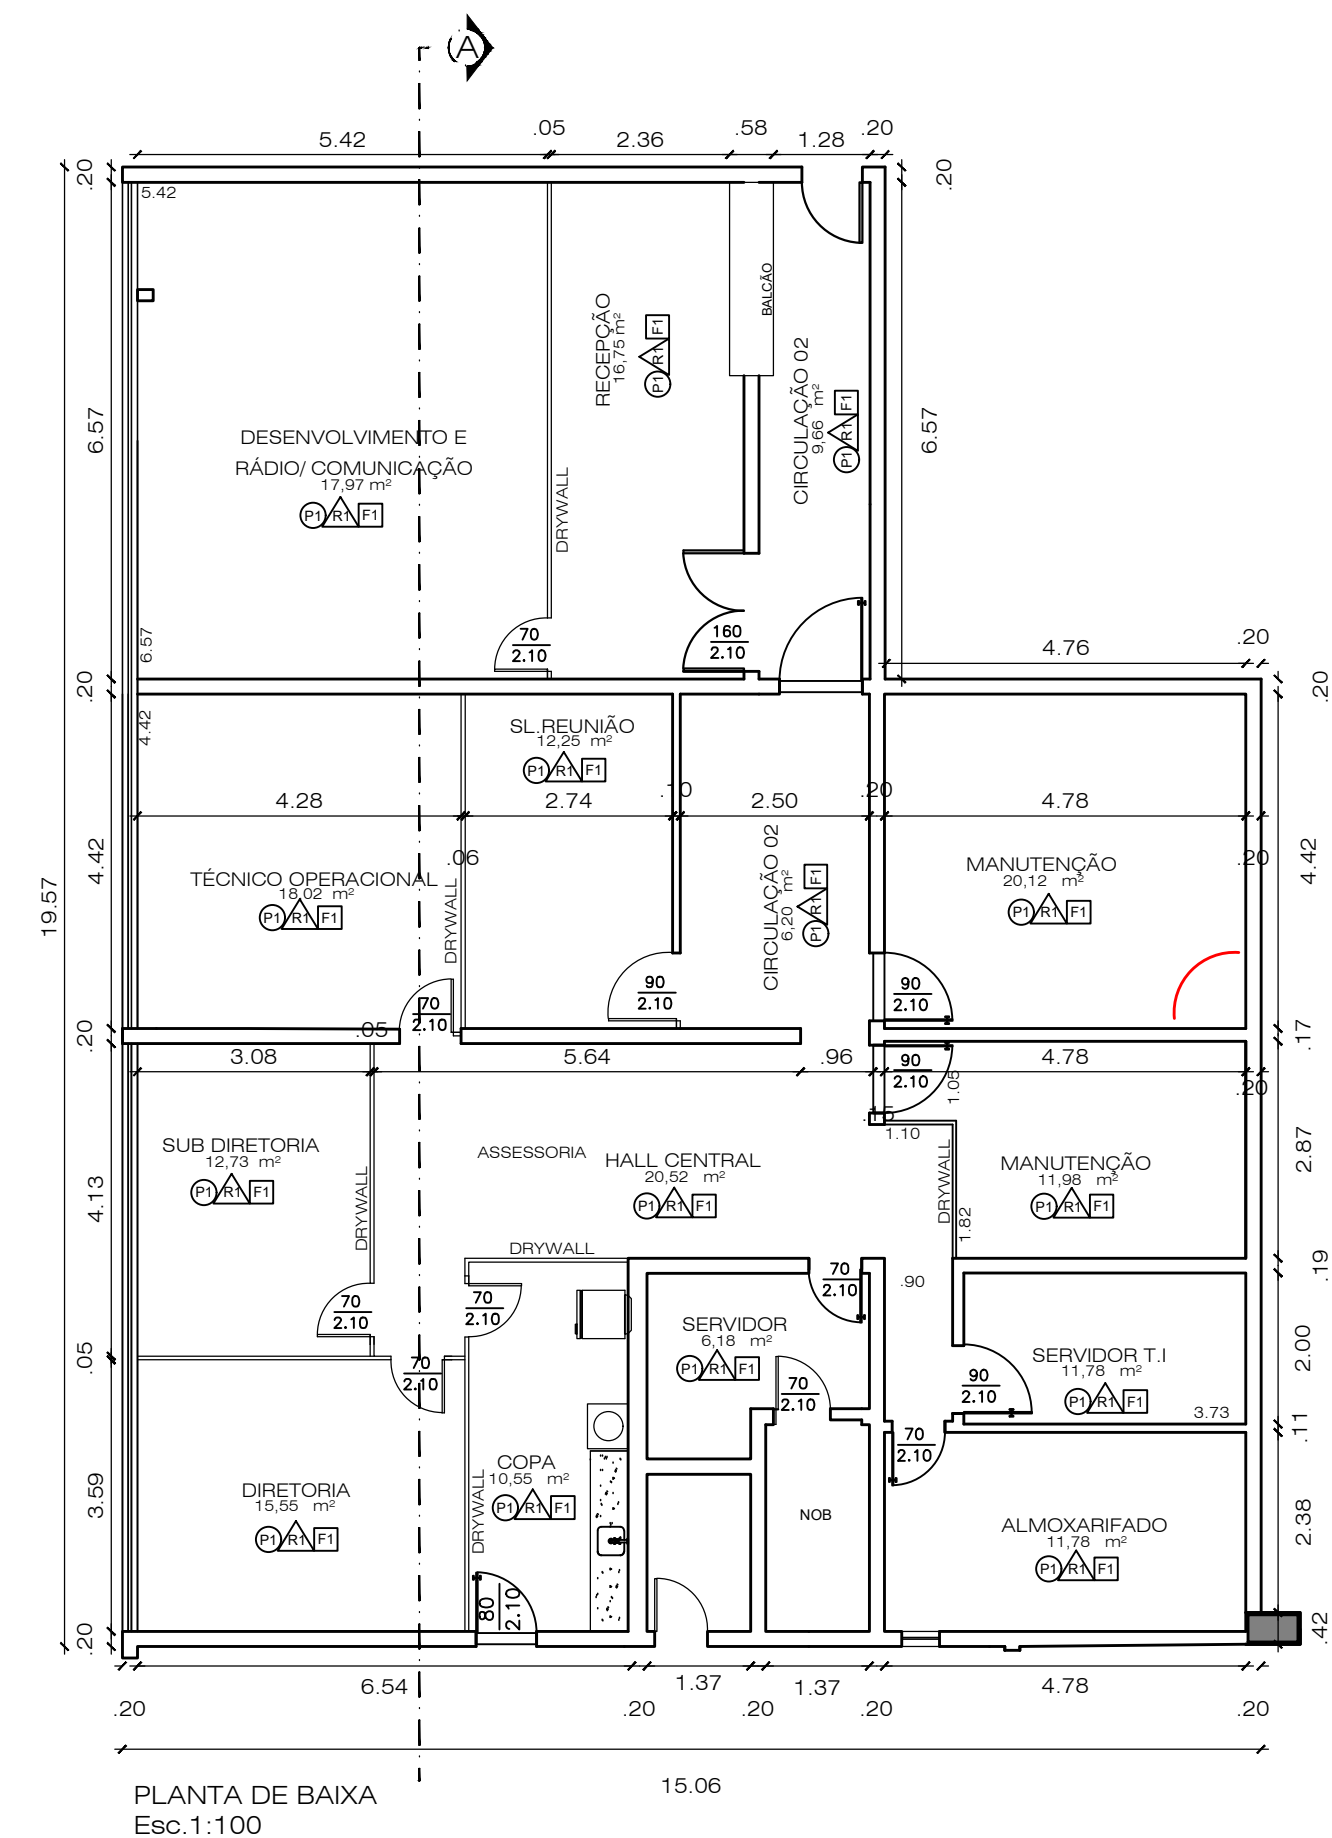 A
5.42
.05
2.36
.58
1.28
.20
.20
.20
5.42
BALCÃO
RECEPÇÃO
16,75 m²
P1 R1 F1
CIRCULAÇÃO 02
9,66 m²
P1 R1 F1
6.57
6.57
DESENVOLVIMENTO E
RÁDIO/ COMUNICAÇÃO
17,97 m²
P1 R1 F1
DRYWALL
6.57
70
2.10
160
2.10
4.76
.20
.20
.20
4.42
SL.REUNIÃO
12,25 m²
P1 R1 F1
4.28
2.74
.10
2.50
.20
4.78
.06
.20
4.42
4.42
19.57
TÉCNICO OPERACIONAL
18,02 m²
P1 R1 F1
DRYWALL
CIRCULAÇÃO 02
6,20 m²
P1 R1 F1
MANUTENÇÃO
20,12 m²
P1 R1 F1
70
2.10
90
2.10
90
2.10
.20
.05
.17
3.08
5.64
.96
90
2.10
4.78
.20
1.05
.15
1.10
SUB DIRETORIA
12,73 m²
P1 R1 F1
DRYWALL
ASSESSORIA
HALL CENTRAL
20,52 m²
P1 R1 F1
DRYWALL
1.82
MANUTENÇÃO
11,98 m²
P1 R1 F1
4.13
2.87
DRYWALL
.19
70
2.10
70
2.10
70
2.10
.90
SERVIDOR
6,18 m²
P1 R1 F1
SERVIDOR T.I
11,78 m²
P1 R1 F1
2.00
.05
70
2.10
70
2.10
90
2.10
3.73
.11
70
2.10
3.59
DIRETORIA
15,55 m²
P1 R1 F1
DRYWALL
COPA
10,55 m²
P1 R1 F1
NOB
ALMOXARIFADO
11,78 m²
P1 R1 F1
2.38
80
2.10
.20
.42
6.54
1.37
1.37
4.78
.20
.20
.20
.20
.20
15.06
PLANTA DE BAIXA
Esc.1:100